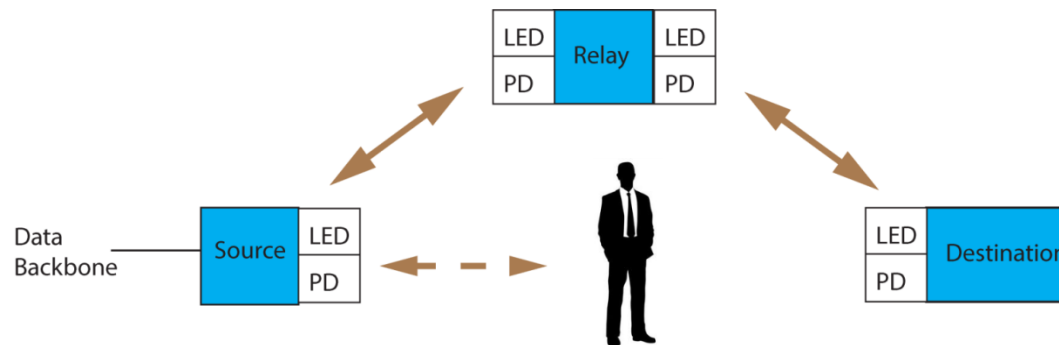 LED
Relay
LED
PD
PD
Data
Backbone
Source
LED
PD
LED
Destination
PD